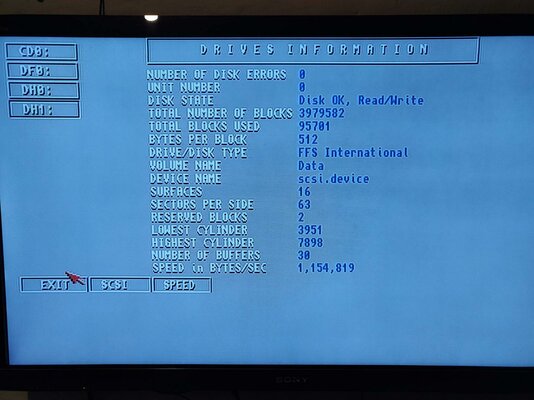 DRIVES INFORMATION
CD0:
DF0:
DH0:
DH1:
NUMBER OF DISK ERRORS 0
UNIT NUMBER 0
DISK STATE Disk OK, Read/Write
TOTAL NUMBER OF BLOCKS 3979582
TOTAL BLOCKS USED 95701
BYTES PER BLOCK 512
DRIVE/DISK TYPE FFS International
VOLUME NAME Data
DEVICE NAME scsi.device
SURFACES 16
SECTORS PER SIDE 63
RESERVED BLOCKS 2
LOWEST CYLINDER 3951
HIGHEST CYLINDER 7898
NUMBER OF BUFFERS 30
SPEED in BYTES/SEC 1,154,819
EXIT SCSI SPEED
SONY